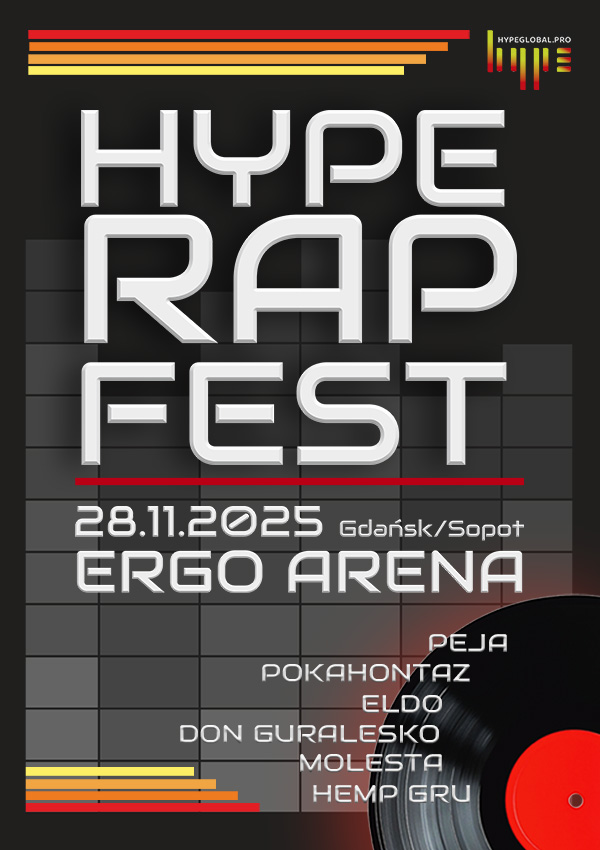 HYPEGLOBAL.PRO
hype
HYPE
RAP
FEST
28.11.2025 Gdańsk/Sopot
ERGO ARENA
PEJA
POKAHONTAZ
ELDO
DON GURALESKO
MOLESTA
HEMP GRU